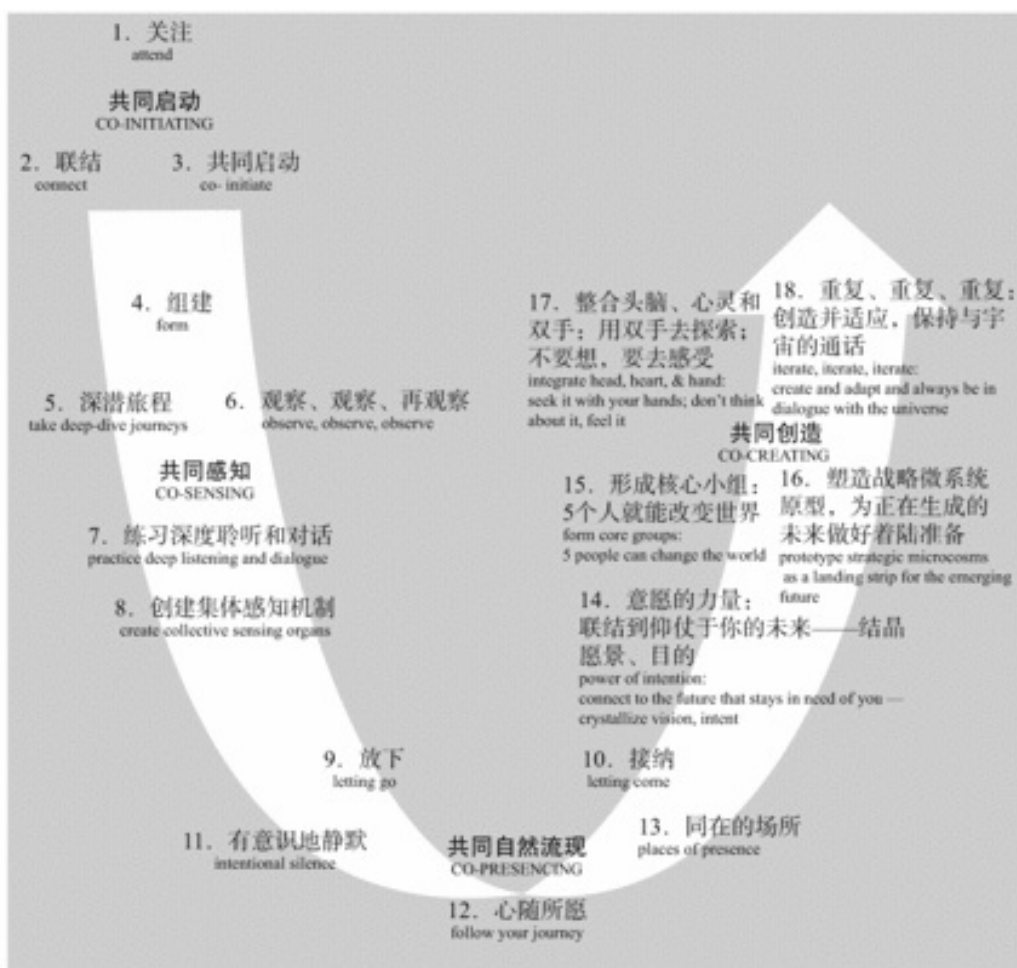 1．关注
attend
共同启动
CO-INITIATING
2．联结
connect
3．共同启动
co- initiate
4．组建
form
5．深潜旅程
take deep-dive journeys
6．观察、观察、再观察
observe, observe, observe
共同感知
CO-SENSING
7．练习深度聆听和对话
practice deep listening and dialogue
8．创建集体感知机制
create collective sensing organs
9．放下
letting go
10．接纳
letting come
11．有意识地静默
intentional silence
共同自然流现
CO-PRESENCING
12．心随所愿
follow your journey
13．同在的场所
places of presence
14．意愿的力量：
联结到仰仗于你的未来——结晶
愿景、目的
power of intention:
connect to the future that stays in need of you —
crystallize vision, intent
15．形成核心小组：
5个人就能改变世界
form core groups:
5 people can change the world
16．塑造战略微系统
原型，为正在生成的
未来做好着陆准备
prototype strategic microcosms
as a landing strip for the emerging
future
共同创造
CO-CREATING
17．整合头脑、心灵和
双手；用双手去探索；
不要想，要去感受
integrate head, heart, & hand:
seek it with your hands; don't think
about it, feel it
18．重复、重复、重复：
创造并适应，保持与宇
宙的通话
iterate, iterate, iterate:
create and adapt and always be in
dialogue with the universe